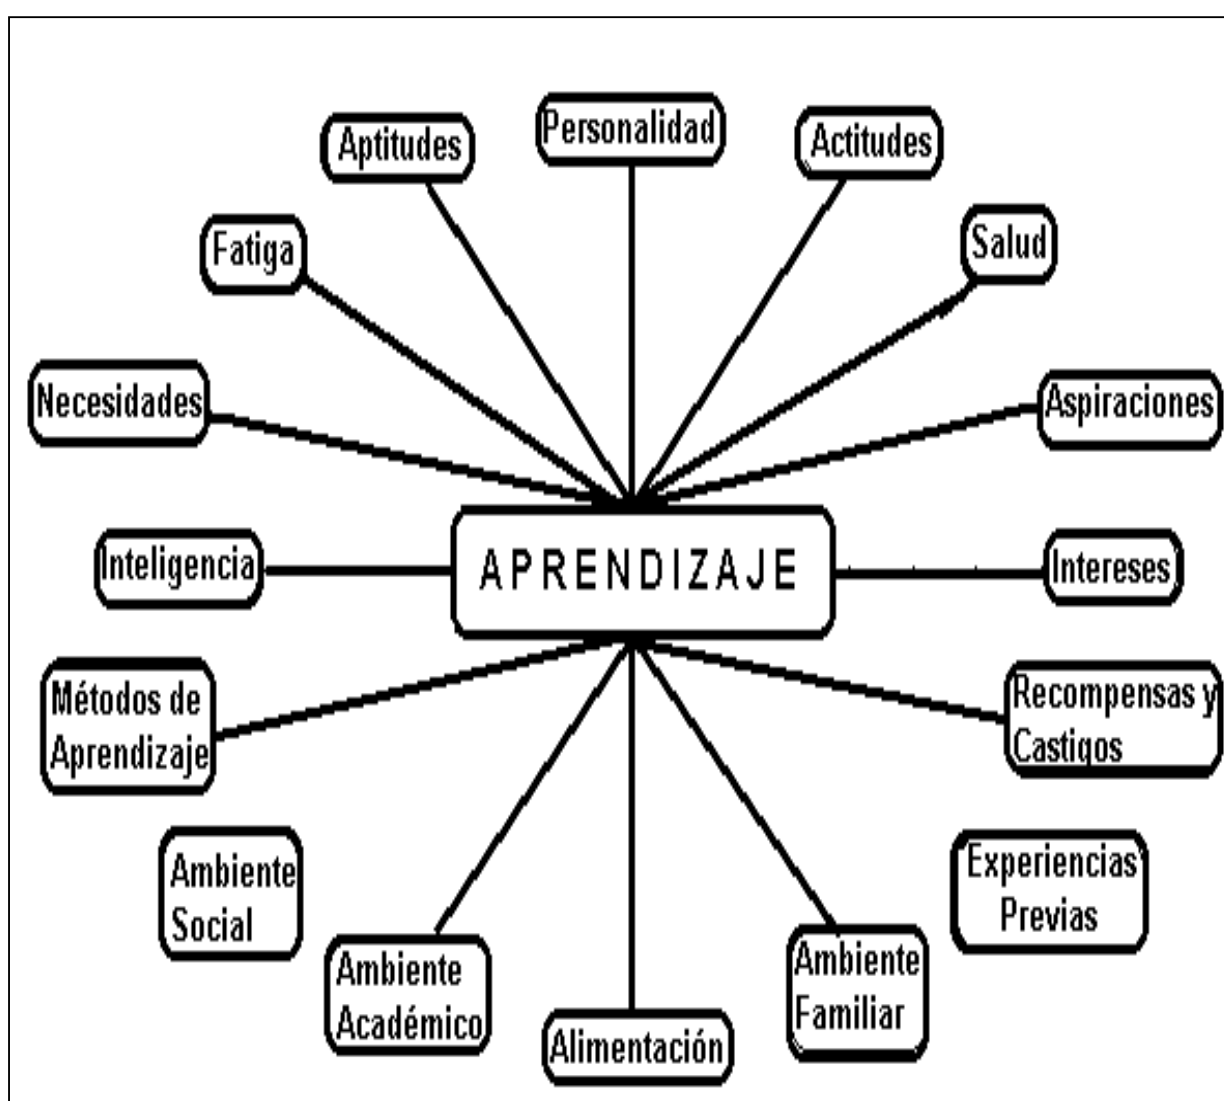 Personalidad
Aptitudes
Actitudes
Fatiga
Salud
Necesidades
Aspiraciones
APRENDIZAJE
Inteligencia
Intereses
Métodos de
Aprendizaje
Recompensas y
Castigos
Ambiente
Social
Experiencias
Previas
Ambiente
Académico
Ambiente
Familiar
Alimentación